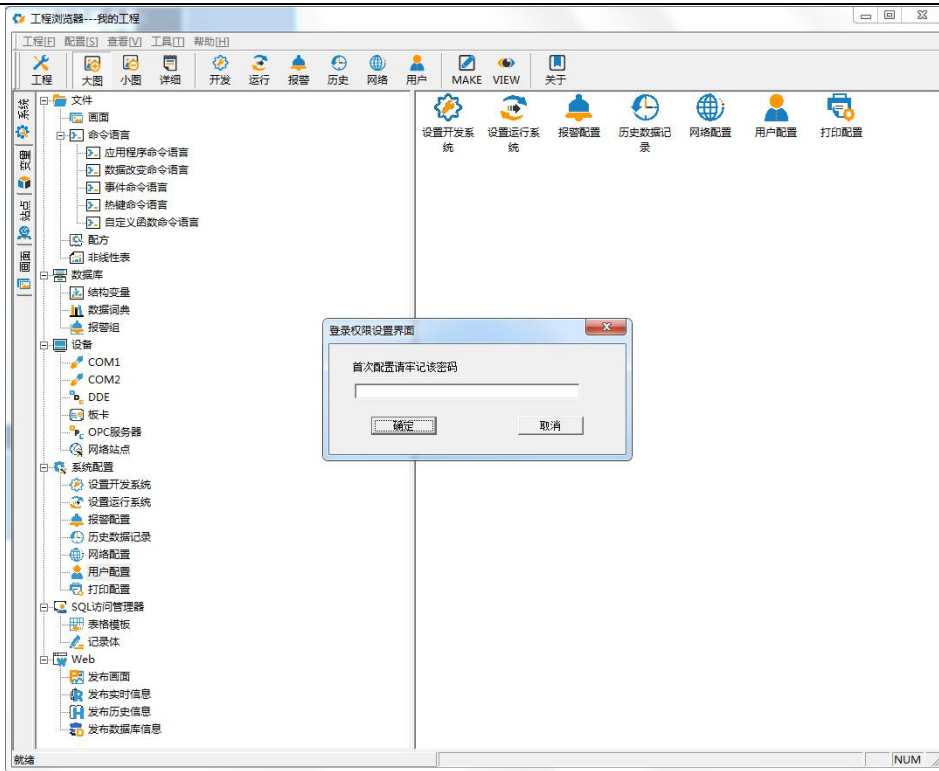 工程浏览器---我的工程
工程[F] 配置[S] 查看[V] 工具[T] 帮助[H]
工程 大图 小图 详细 开发 运行 报警 历史 网络 用户 MAKE VIEW 关于
系统
变量
站点
画面
文件
画面
命令语言
应用程序命令语言
数据改变命令语言
事件命令语言
热键命令语言
自定义函数命令语言
配方
非线性表
数据库
结构变量
数据词典
报警组
设备
COM1
COM2
DDE
板卡
OPC服务器
网络站点
系统配置
设置开发系统
设置运行系统
报警配置
历史数据记录
网络配置
用户配置
打印配置
SQL访问管理器
表格模板
记录体
Web
发布画面
发布实时信息
发布历史信息
发布数据库信息
设置开发系 设置运行系 报警配置 历史数据记 网络配置 用户配置 打印配置
统 统 录
登录权限设置界面
首次配置请牢记该密码
确定 取消
就绪 NUM